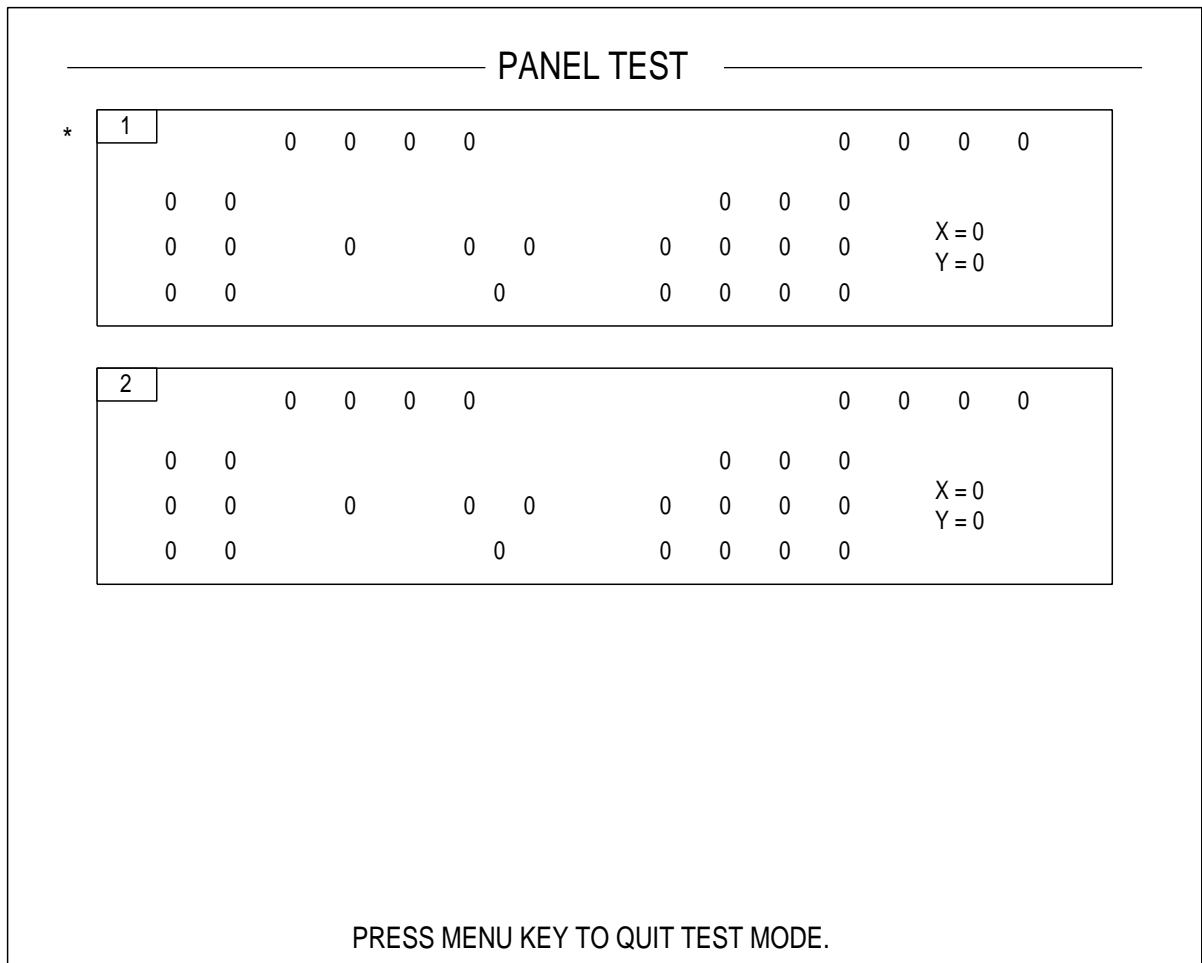 PANEL TEST
* 1
0 0 0 0 0 0 0 0
0 0 0 0 0
X = 0
0 0 0 0 0 0 0 0 0
Y = 0
0 0 0 0 0 0 0
2
0 0 0 0 0 0 0 0
0 0 0 0 0
X = 0
0 0 0 0 0 0 0 0 0
Y = 0
0 0 0 0 0 0 0
PRESS MENU KEY TO QUIT TEST MODE.